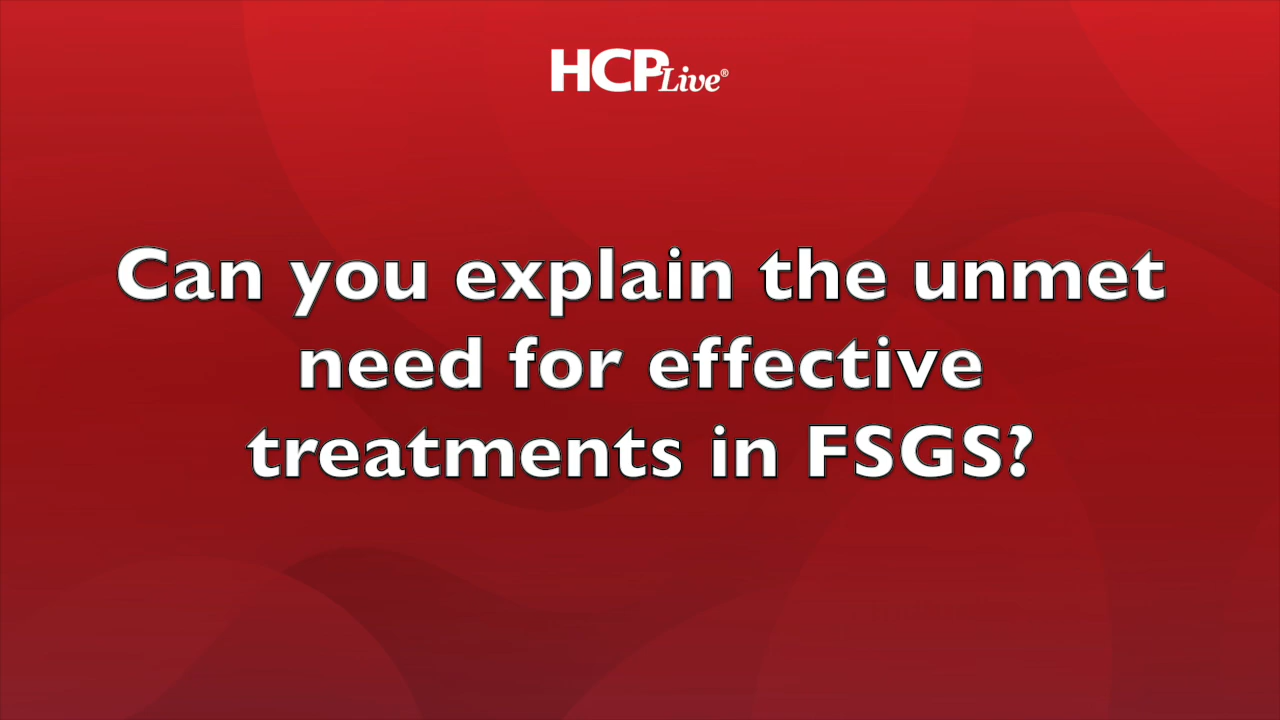 HCPLive®
Can you explain the unmet
need for effective
treatments in FSGS?